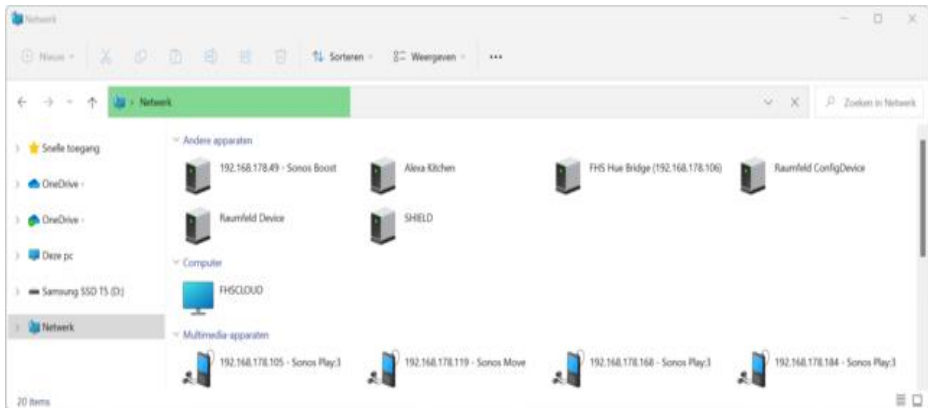 Netwerk
Nieuw
Sorteren
Weergeven
Netwerk
Zoeken in Netwerk
Snelle toegang
OneDrive -
OneDrive -
Deze pc
Samsung SSD T5 (D:)
Netwerk
Andere apparaten
192.168.178.49 - Sonos Boost
Alexa Kitchen
FHS Hue Bridge (192.168.178.106)
Raumfeld ConfigDevice
Raumfeld Device
SHIELD
Computer
FHSCLOUD
Multimedia-apparaten
192.168.178.105 - Sonos Play:3
192.168.178.119 - Sonos Move
192.168.178.168 - Sonos Play:3
192.168.178.184 - Sonos Play:3
20 items